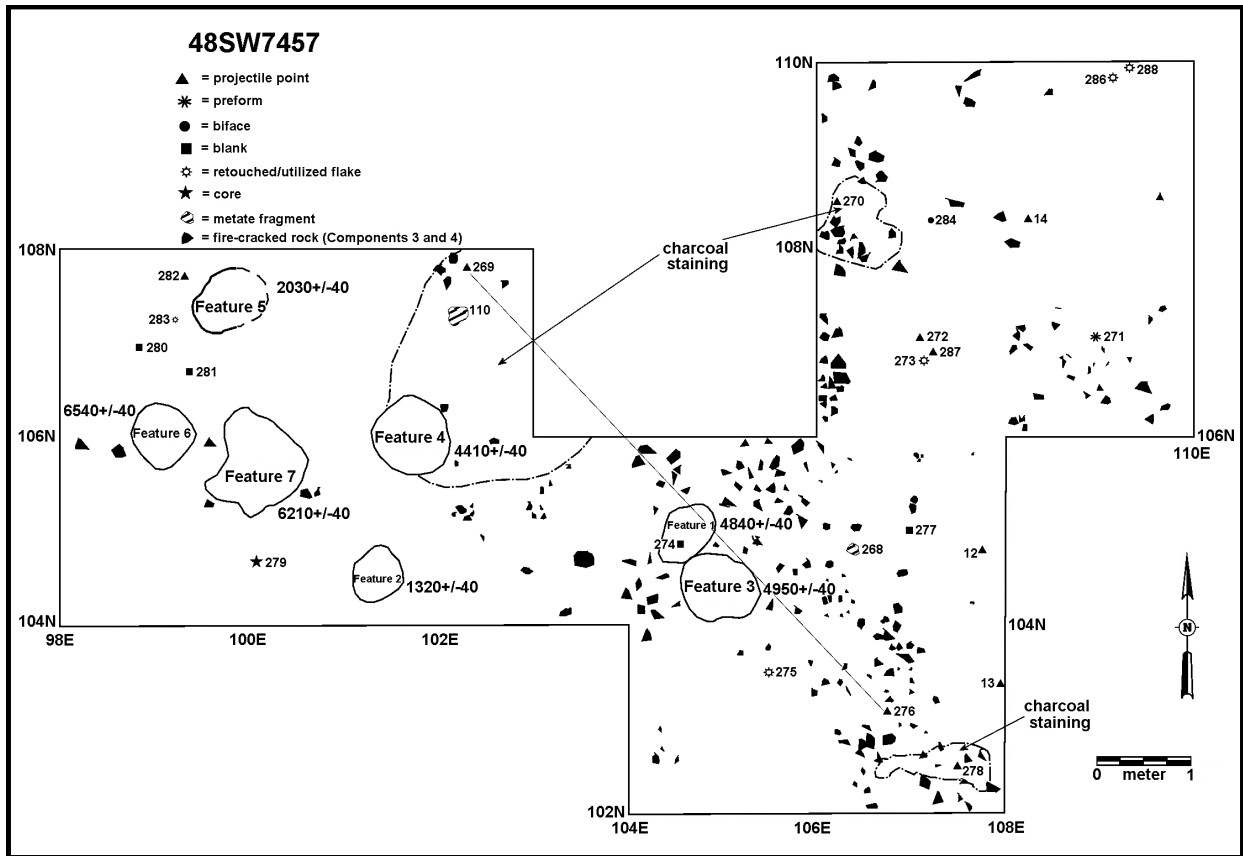 48SW7457
= projectile point
= preform
= biface
= blank
= retouched/utilized flake
= core
= metate fragment
= fire-cracked rock (Components 3 and 4)
110N
288
286
270
284
14
108N
charcoal
staining
108N
282
Feature 5
2030+/-40
269
110
283
280
281
272
287
273
271
6540+/-40
106N
Feature 6
Feature 7
6210+/-40
Feature 4
4410+/-40
106N
110E
Feature 1
4840+/-40
274
277
268
12
279
Feature 2
1320+/-40
Feature 3
4950+/-40
104N
98E
100E
102E
104N
N
275
13
276
charcoal
staining
278
0 meter 1
102N
104E
106E
108E